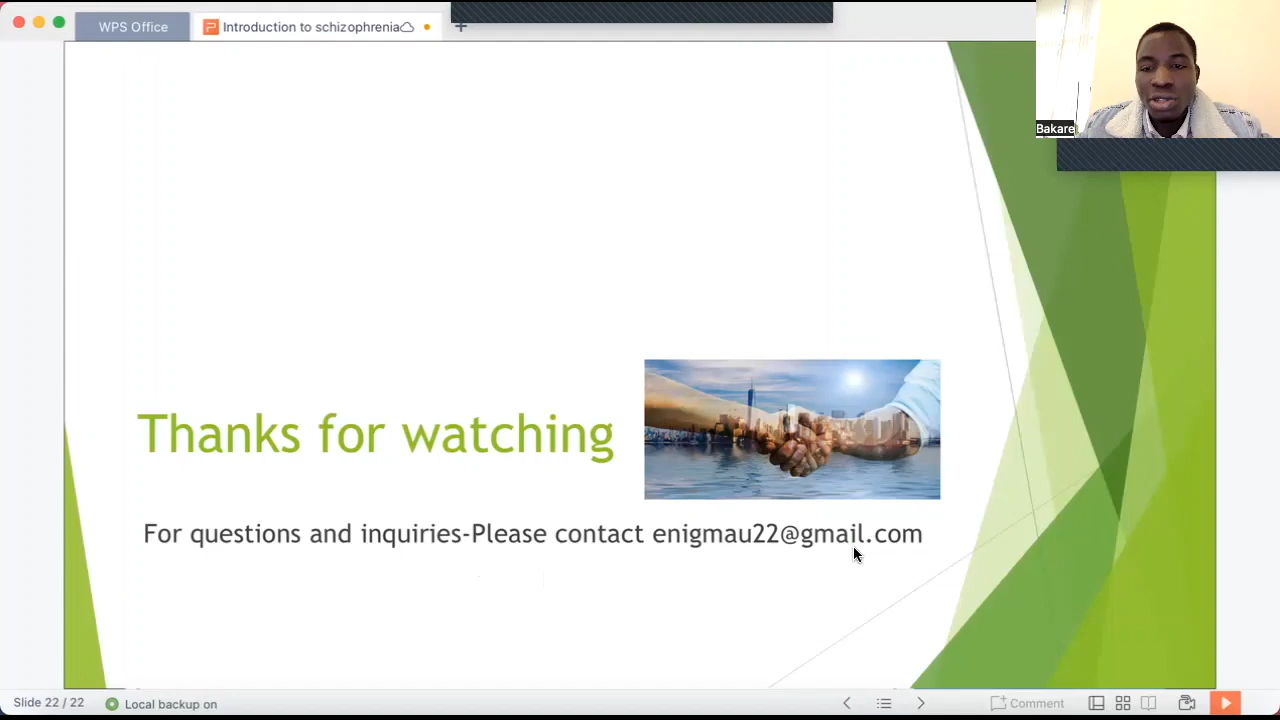 WPS Office
Introduction to schizophrenia
Bakare
Thanks for watching
For questions and inquiries-Please contact enigmau22@gmail.com
Slide 22 / 22
Local backup on
Comment